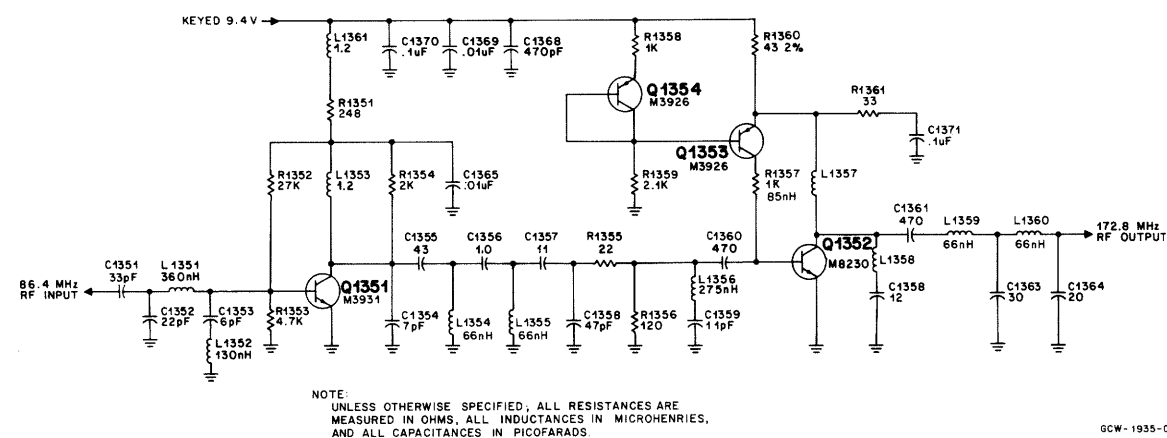 KEYED 9.4V
L1361
1.2
C1370
.1uF
C1369
.01uF
C1368
470pF
R1358
1K
R1360
43 2%
R1351
248
Q1354
M3926
R1361
33
C1371
.1uF
Q1353
M3926
R1352
27K
L1353
1.2
R1354
2K
C1365
.01uF
R1359
2.1K
R1357
1K
85nH
L1357
C1355
43
C1356
1.0
C1357
11
R1355
22
C1360
470
C1361
470
L1359
66nH
L1360
66nH
172.8 MHz
RF OUTPUT
86.4 MHz
RF INPUT
C1351
33pF
L1351
360nH
Q1351
M3931
Q1352
M8230
L1358
C1352
22pF
C1353
6pF
R1353
4.7K
C1354
7pF
L1354
66nH
L1355
66nH
C1358
47pF
R1356
120
L1356
275nH
C1359
11pF
C1358
12
C1363
30
C1364
20
L1352
130nH
NOTE:
UNLESS OTHERWISE SPECIFIED; ALL RESISTANCES ARE
MEASURED IN OHMS, ALL INDUCTANCES IN MICROHENRIES,
AND ALL CAPACITANCES IN PICOFARADS.